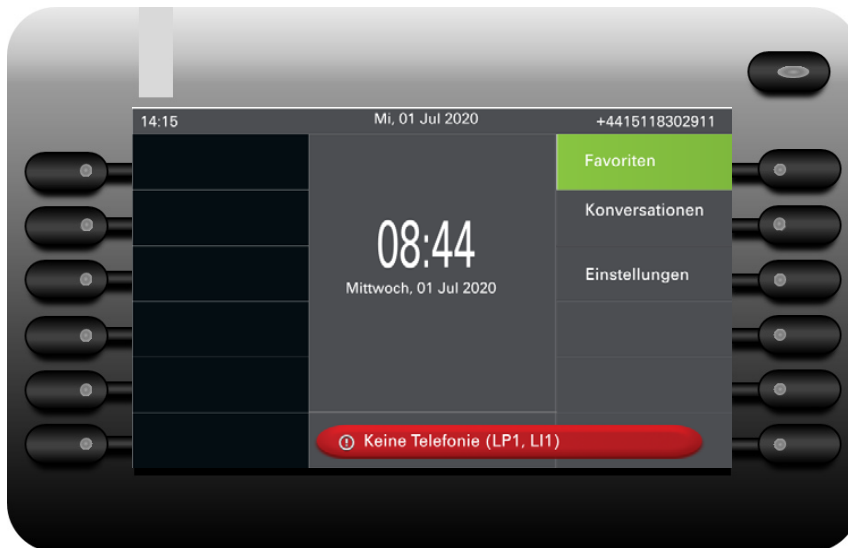 14:15 Mi, 01 Jul 2020 +4415118302911
Favoriten
Konversationen
08:44
Mittwoch, 01 Jul 2020
Einstellungen
Keine Telefonie (LP1, LI1)